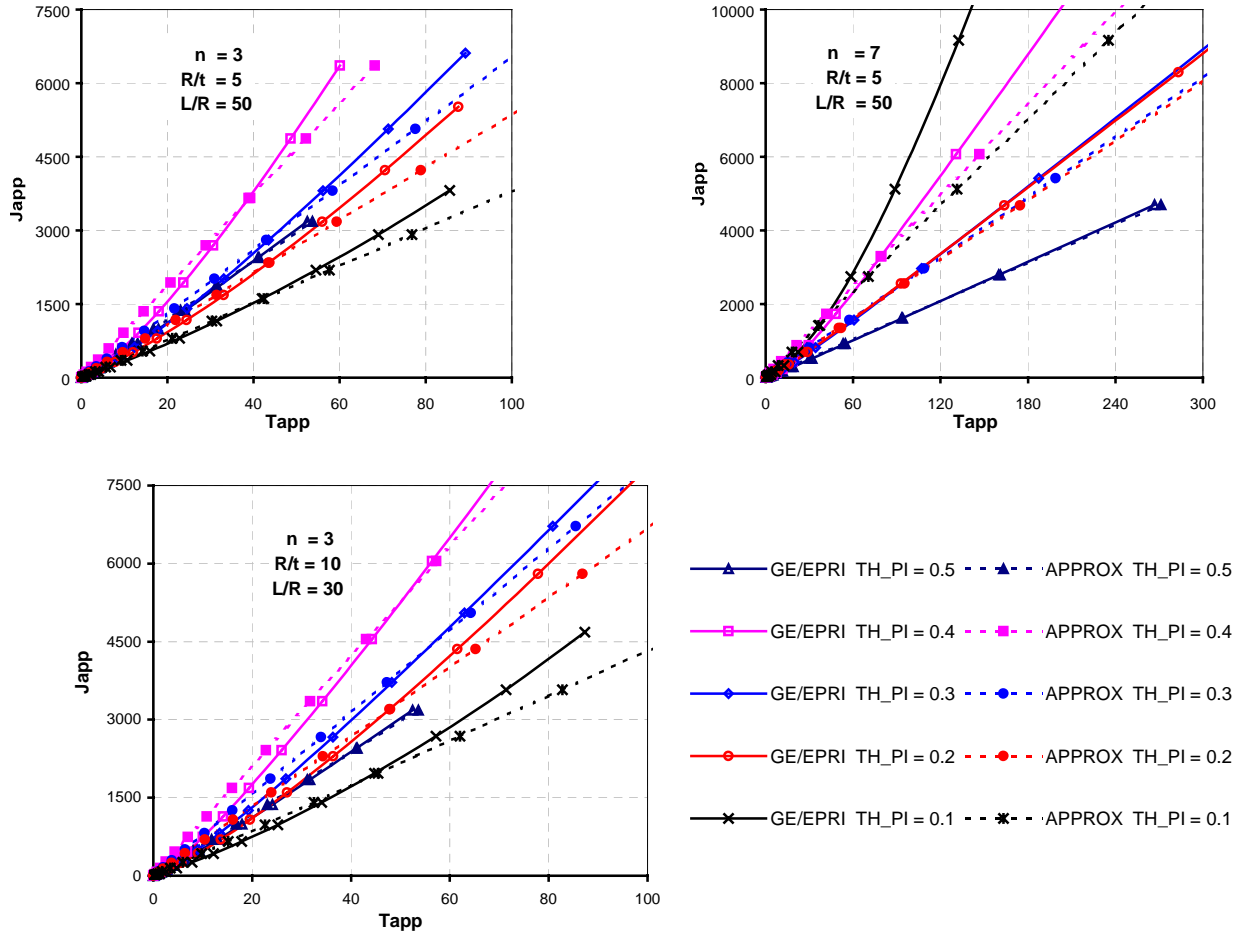 7500
6000
4500
3000
1500
0
0 20 40 60 80 100
Japp
Tapp
n = 3
R/t = 5
L/R = 50
10000
8000
6000
4000
2000
0
0 60 120 180 240 300
Japp
Tapp
n = 7
R/t = 5
L/R = 50
7500
6000
4500
3000
1500
0
0 20 40 60 80 100
Japp
Tapp
n = 3
R/t = 10
L/R = 30
GE/EPRI TH_PI = 0.5 APPROX TH_PI = 0.5
GE/EPRI TH_PI = 0.4 APPROX TH_PI = 0.4
GE/EPRI TH_PI = 0.3 APPROX TH_PI = 0.3
GE/EPRI TH_PI = 0.2 APPROX TH_PI = 0.2
GE/EPRI TH_PI = 0.1 APPROX TH_PI = 0.1